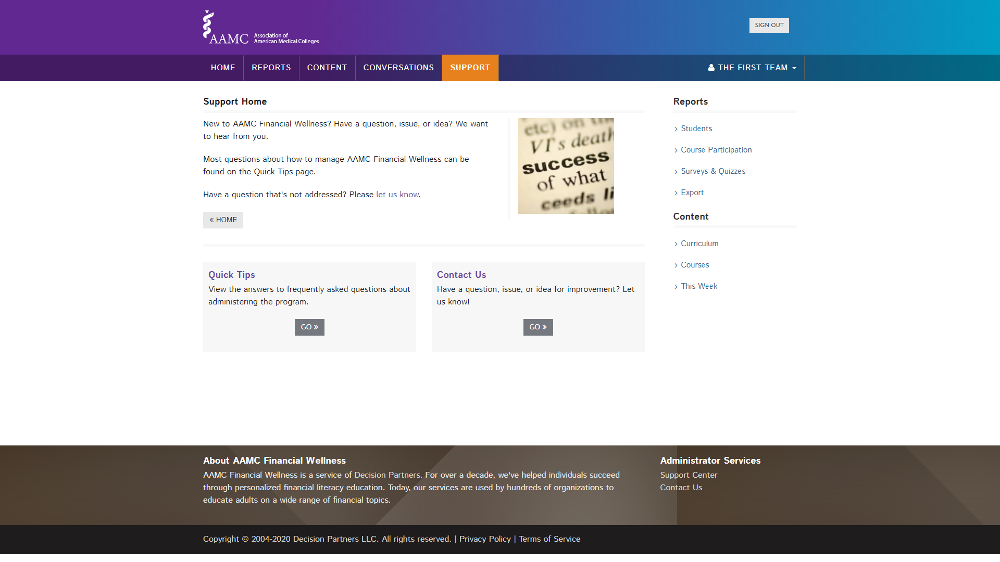 AAMC
Association of
American Medical Colleges
SIGN OUT
HOME
REPORTS
CONTENT
CONVERSATIONS
SUPPORT
THE FIRST TEAM
Support Home
New to AAMC Financial Wellness? Have a question, issue, or idea? We want
to hear from you.
Most questions about how to manage AAMC Financial Wellness can be
found on the Quick Tips page.
Have a question that's not addressed? Please let us know.
« HOME
etc) on
VT's death
success
of what
ceeds li
Quick Tips
View the answers to frequently asked questions about
administering the program.
GO »
Contact Us
Have a question, issue, or idea for improvement? Let
us know!
GO »
Reports
Students
Course Participation
Surveys & Quizzes
Export
Content
Curriculum
Courses
This Week
About AAMC Financial Wellness
AAMC Financial Wellness is a service of Decision Partners. For over a decade, we've helped individuals succeed
through personalized financial literacy education. Today, our services are used by hundreds of organizations to
educate adults on a wide range of financial topics.
Administrator Services
Support Center
Contact Us
Copyright © 2004-2020 Decision Partners LLC. All rights reserved. | Privacy Policy | Terms of Service